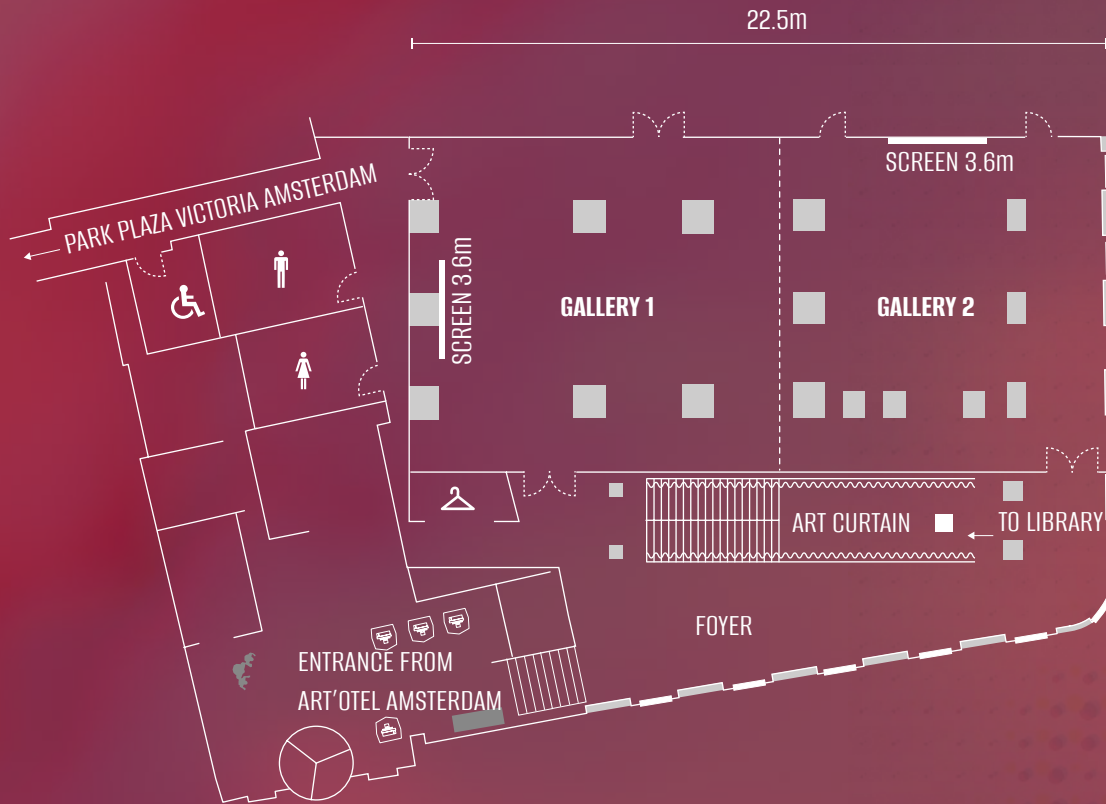 22.5m
SCREEN 3.6m
PARK PLAZA VICTORIA AMSTERDAM
SCREEN 3.6m
GALLERY 1
GALLERY 2
ART CURTAIN
TO LIBRARY
FOYER
ENTRANCE FROM
ART'OTEL AMSTERDAM